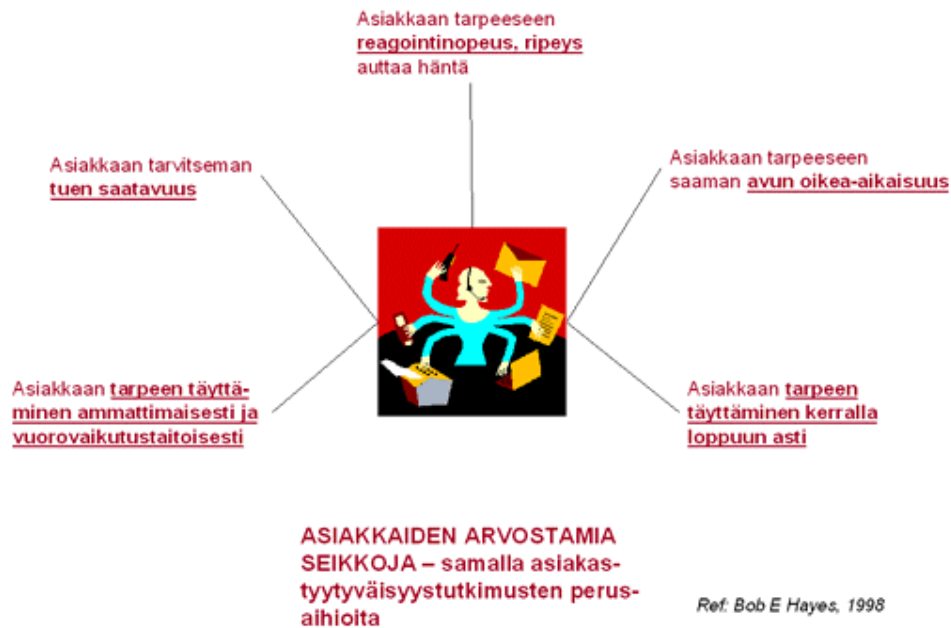 Asiakkaan tarpeeseen
reagointinopeus, ripeys
auttaa häntä
Asiakkaan tarvitseman
tuen saatavuus
Asiakkaan tarpeeseen
saaman avun oikea-aikaisuus
Asiakkaan tarpeen täyttä-
minen ammattimaisesti ja
vuorovaikutustaitoisesti
Asiakkaan tarpeen
täyttäminen kerralla
loppuun asti
ASIAKKAIDEN ARVOSTAMIA
SEIKKOJA – samalla asiakas-
tyytyväisyystutkimusten perus-
aihioita
Ref: Bob E Hayes, 1998